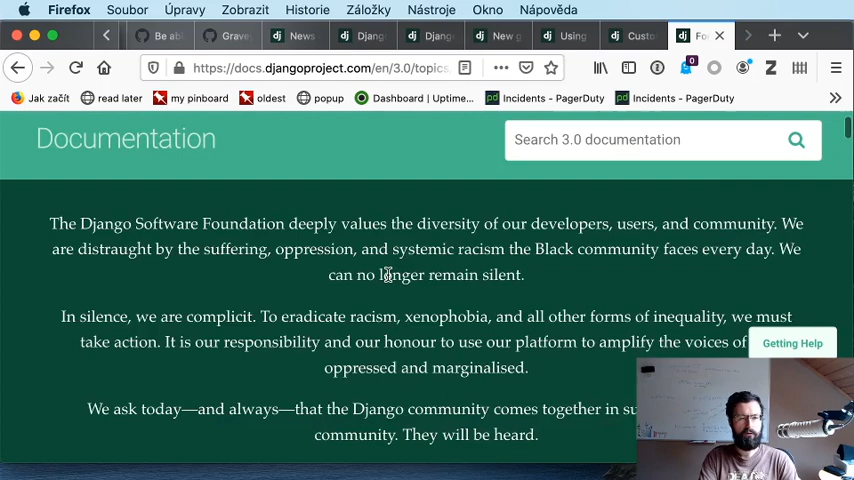 Firefox Soubor Úpravy Zobrazit Historie Záložky Nástroje Okno Nápověda
Be ab
News
Djang
Djang
New g
Using
Custo
Fo
https://docs.djangoproject.com/en/3.0/topics,
0
Jak začít read later my pinboard oldest popup Dashboard | Uptime... Incidents - PagerDuty Incidents - PagerDuty
Documentation
Search 3.0 documentation
The Django Software Foundation deeply values the diversity of our developers, users, and community. We
are distraught by the suffering, oppression, and systemic racism the Black community faces every day. We
can no longer remain silent.
In silence, we are complicit. To eradicate racism, xenophobia, and all other forms of inequality, we must
take action. It is our responsibility and our honour to use our platform to amplify the voices of
Getting Help
oppressed and marginalised.
We ask today—and always—that the Django community comes together in su
community. They will be heard.